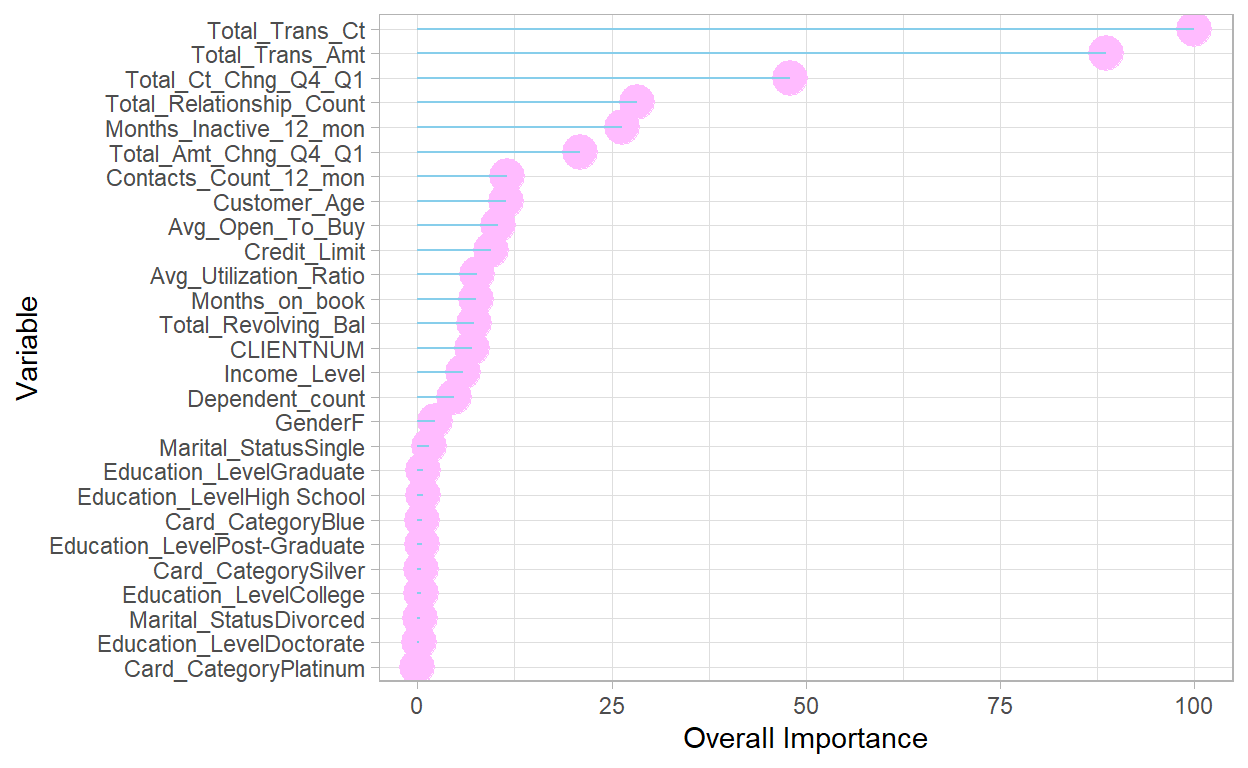 Total_Trans_Ct
Total_Trans_Amt
Total_Ct_Chng_Q4_Q1
Total_Relationship_Count
Months_Inactive_12_mon
Total_Amt_Chng_Q4_Q1
Contacts_Count_12_mon
Customer_Age
Avg_Open_To_Buy
Credit_Limit
Avg_Utilization_Ratio
Months_on_book
Total_Revolving_Bal
CLIENTNUM
Income_Level
Dependent_count
GenderF
Marital_StatusSingle
Education_LevelGraduate
Education_LevelHigh School
Card_CategoryBlue
Education_LevelPost-Graduate
Card_CategorySilver
Education_LevelCollege
Marital_StatusDivorced
Education_LevelDoctorate
Card_CategoryPlatinum
Variable
0 25 50 75 100
Overall Importance